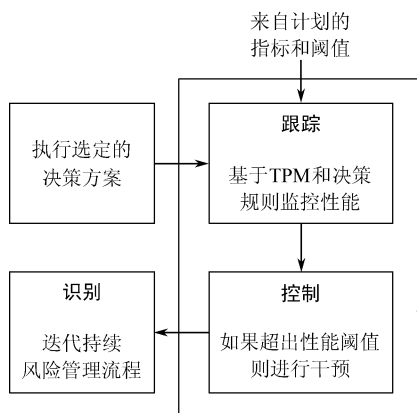 来自计划的
指标和阈值
执行选定的
决策方案
跟踪
基于TPM和决策
规则监控性能
识别
迭代持续
风险管理流程
控制
如果超出性能阈值
则进行干预